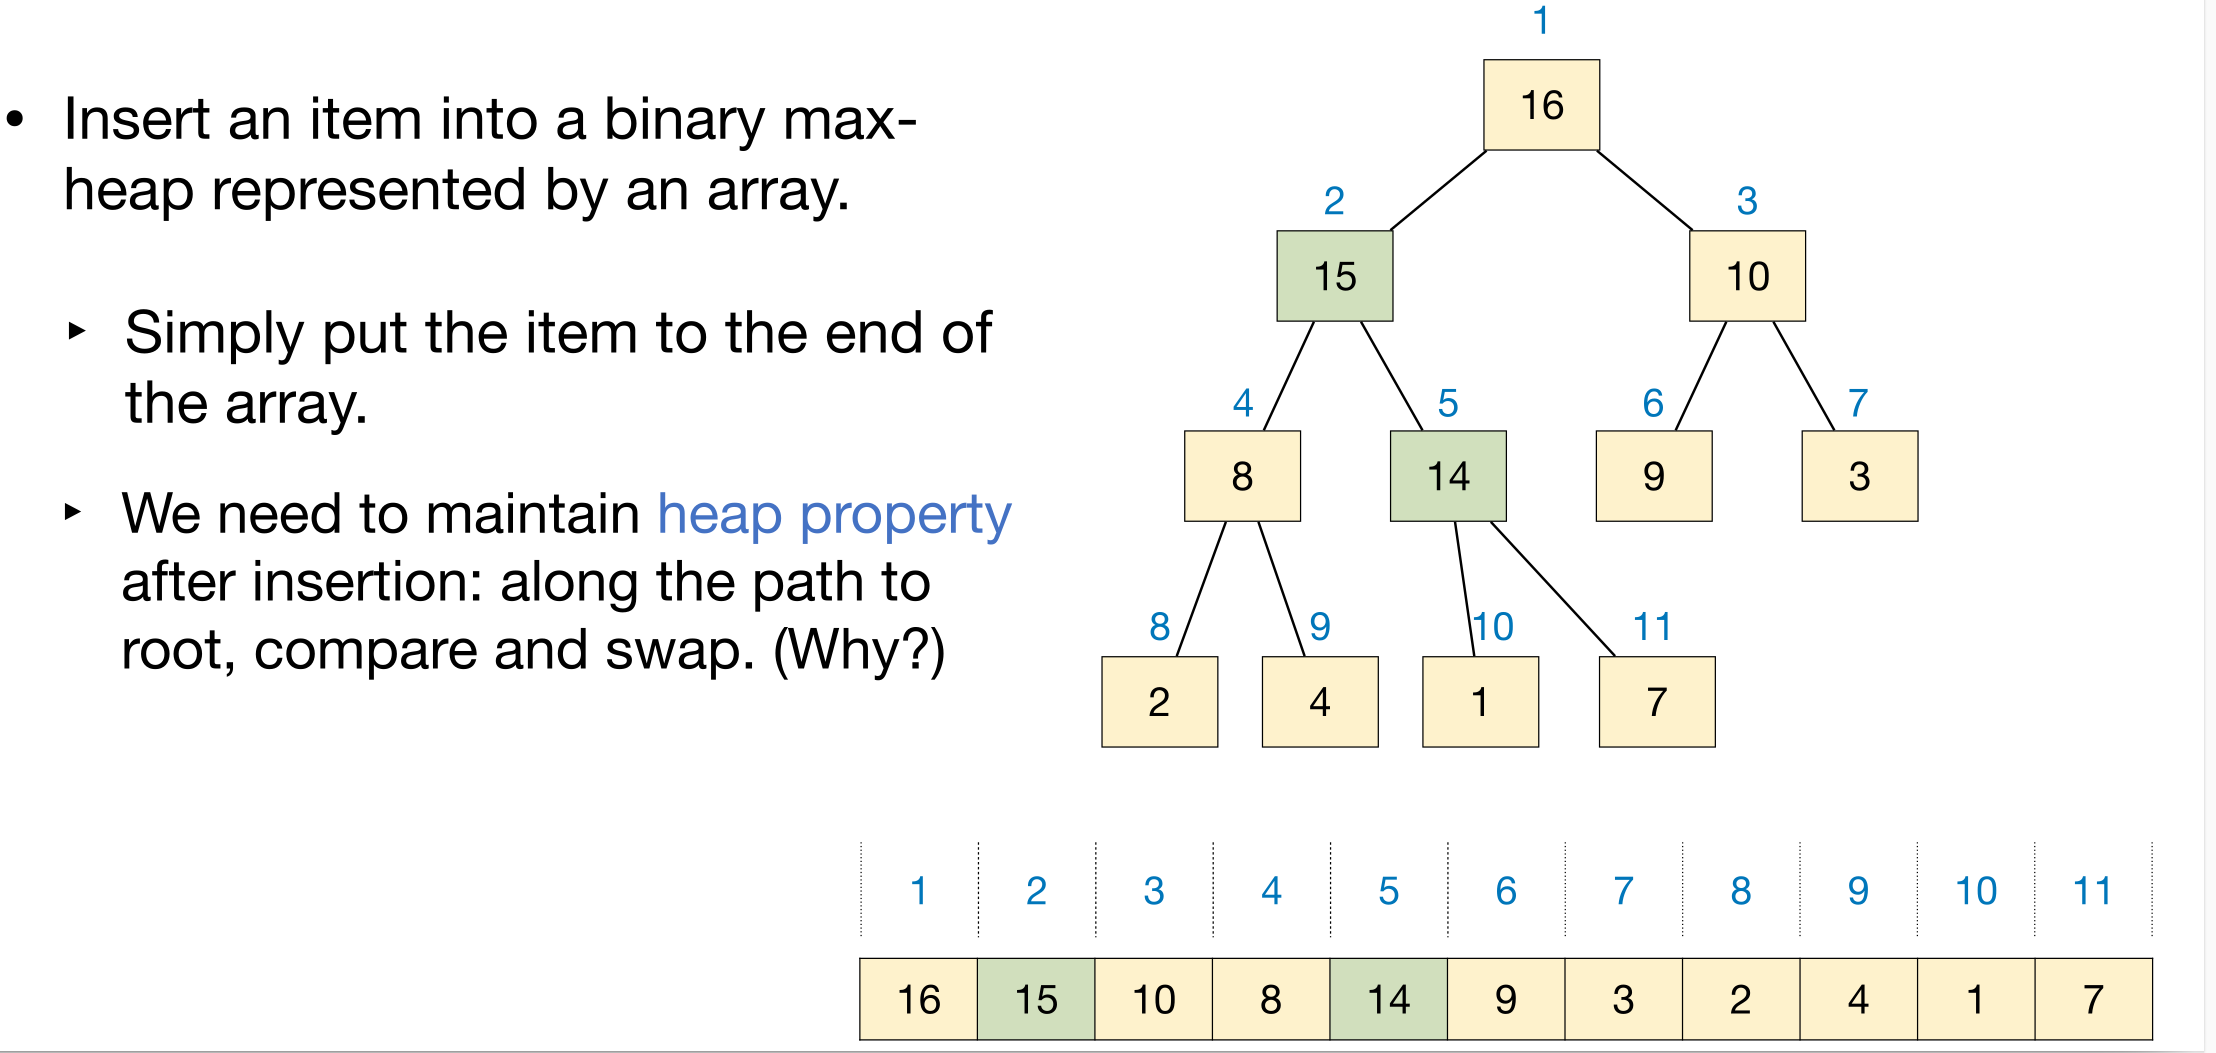 • Insert an item into a binary max-
heap represented by an array.
‣ Simply put the item to the end of
the array.
‣ We need to maintain heap property
after insertion: along the path to
root, compare and swap. (Why?)
1
16
2 3
15 10
4 5 6 7
8 14 9 3
8 9 10 11
2 4 1 7
1 2 3 4 5 6 7 8 9 10 11
16 15 10 8 14 9 3 2 4 1 7